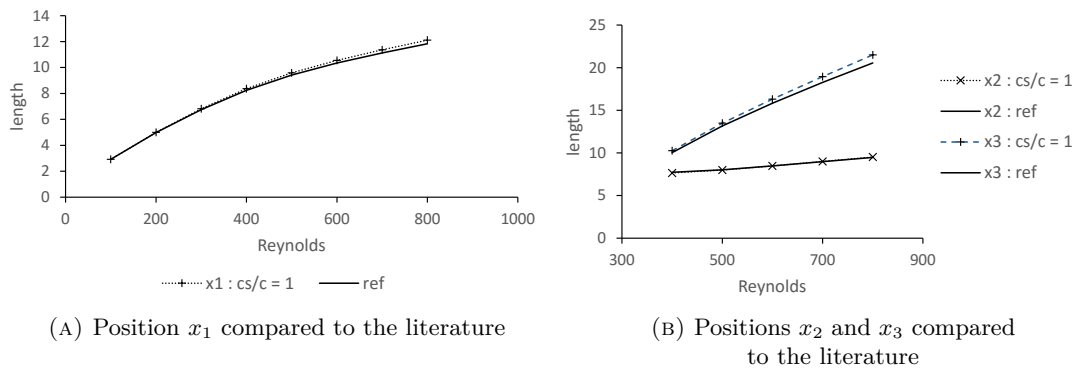 14
12
10
8
6
4
2
0
length
0 200 400 600 800 1000
Reynolds
x1 : cs/c = 1 ref
(A) Position x1 compared to the literature
25
20
15
10
5
0
length
300 500 700 900
Reynolds
x2 : cs/c = 1
x2 : ref
x3 : cs/c = 1
x3 : ref
(B) Positions x2 and x3 compared
to the literature